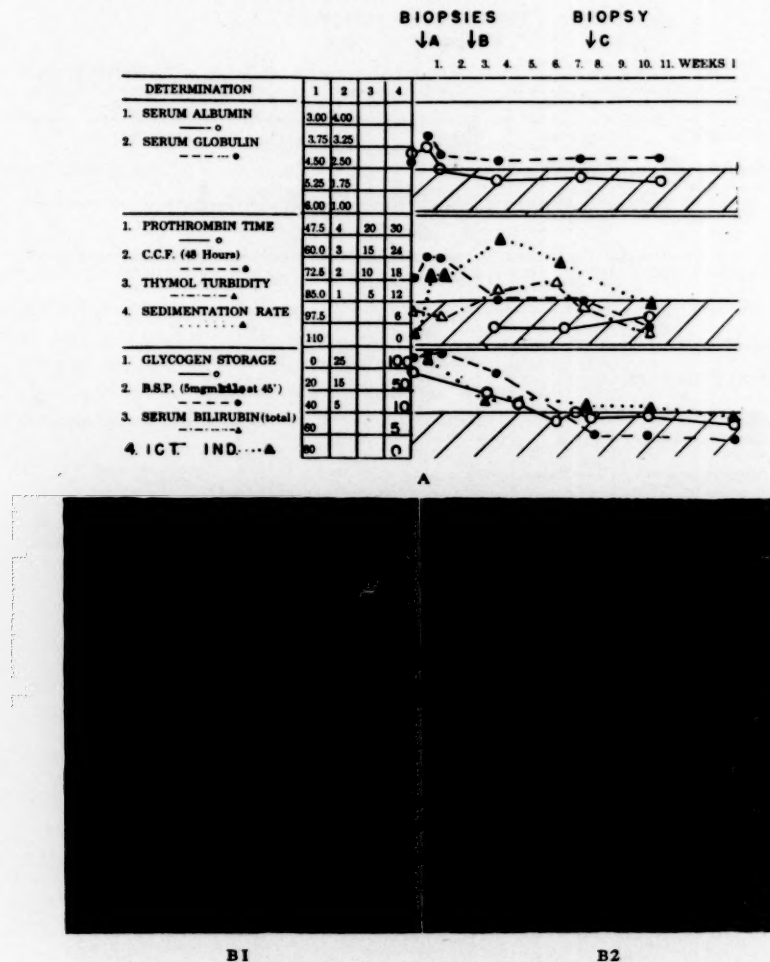 BIOPSIES BIOPSY
↓A ↓B ↓C
1. 2. 3. 4. 5. 6. 7. 8. 9. 10. 11. WEEKS
DETERMINATION 1 2 3 4
1. SERUM ALBUMIN 3.00 4.00
3.75 3.25
2. SERUM GLOBULIN 4.50 2.50
5.25 1.75
6.00 1.00
1. PROTHROMBIN TIME 47.5 4 20 30
2. C.C.F. (48 Hours) 60.0 3 15 24
72.5 2 10 18
3. THYMOL TURBIDITY 85.0 1 5 12
4. SEDIMENTATION RATE 97.5 6
110 0
1. GLYCOGEN STORAGE 0 25 100
2. B.S.P. (5mgm at 45') 20 15 50
40 5 10
3. SERUM BILIRUBIN(total) 60 5
4. ICT. IND. 80 0
A
B1 B2